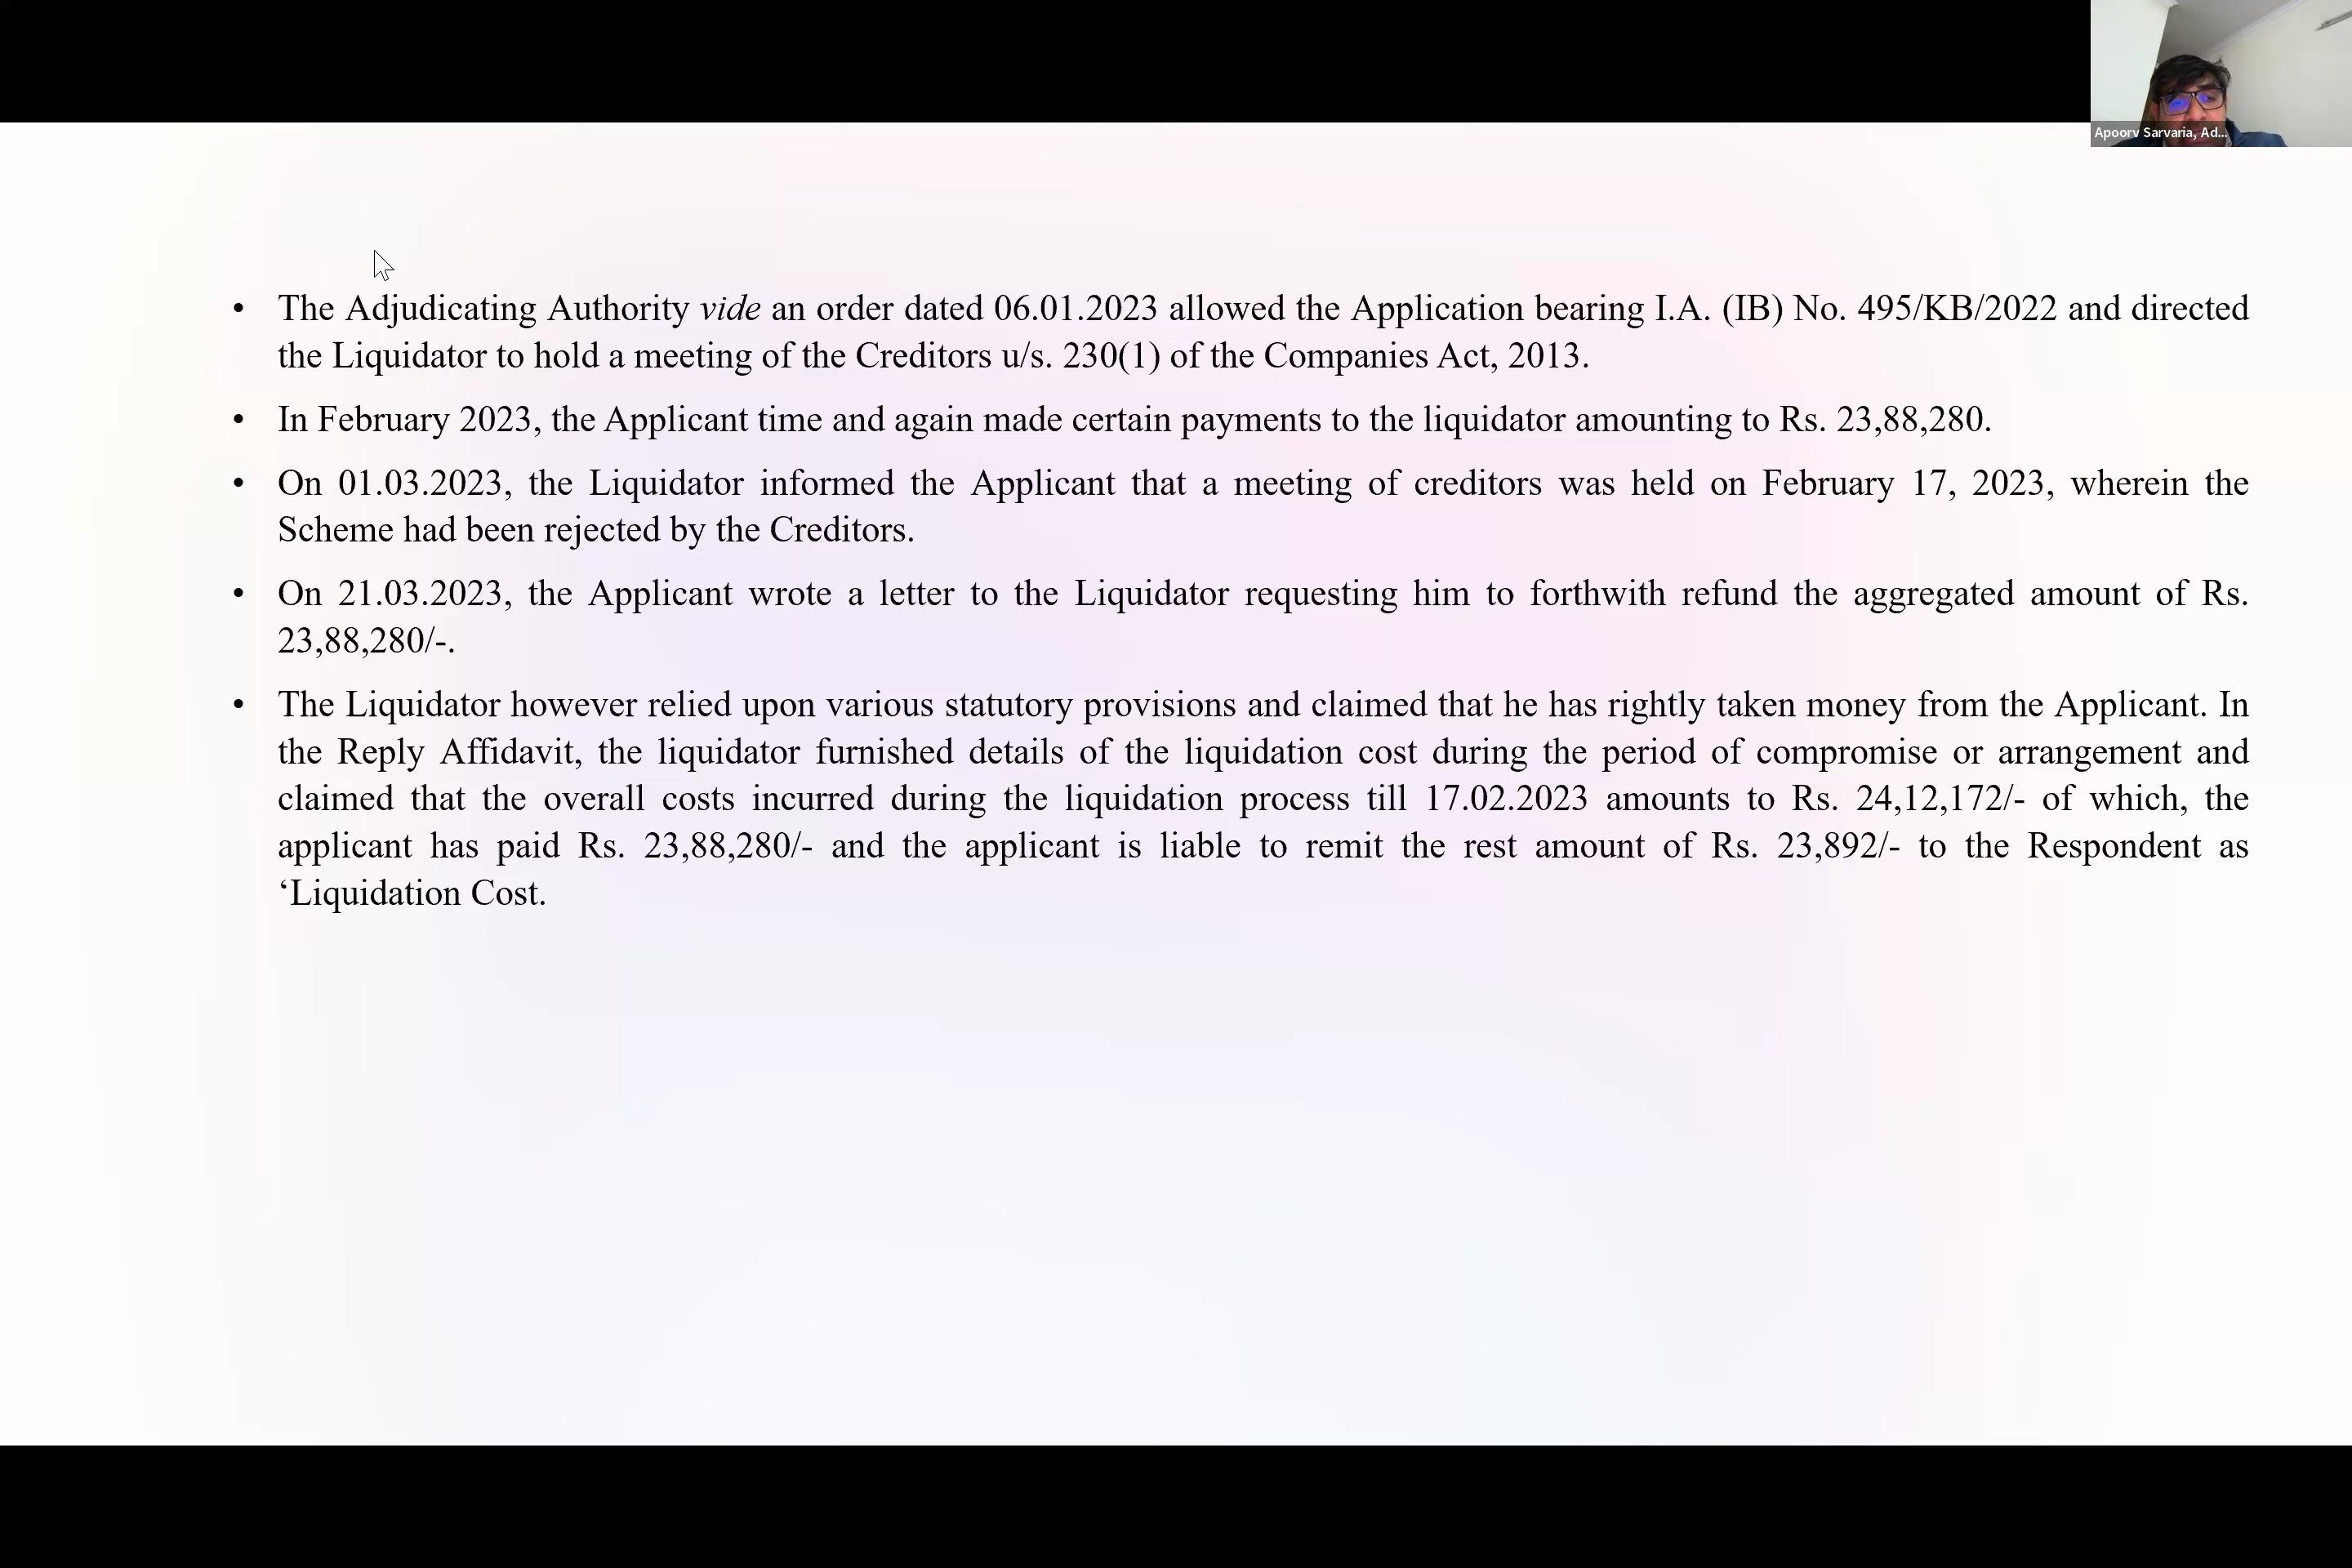 Apoorv Sarvaria, Ad...
• The Adjudicating Authority vide an order dated 06.01.2023 allowed the Application bearing I.A. (IB) No. 495/KB/2022 and directed
the Liquidator to hold a meeting of the Creditors u/s. 230(1) of the Companies Act, 2013.
• In February 2023, the Applicant time and again made certain payments to the liquidator amounting to Rs. 23,88,280.
• On 01.03.2023, the Liquidator informed the Applicant that a meeting of creditors was held on February 17, 2023, wherein the
Scheme had been rejected by the Creditors.
• On 21.03.2023, the Applicant wrote a letter to the Liquidator requesting him to forthwith refund the aggregated amount of Rs.
23,88,280/-.
• The Liquidator however relied upon various statutory provisions and claimed that he has rightly taken money from the Applicant. In
the Reply Affidavit, the liquidator furnished details of the liquidation cost during the period of compromise or arrangement and
claimed that the overall costs incurred during the liquidation process till 17.02.2023 amounts to Rs. 24,12,172/- of which, the
applicant has paid Rs. 23,88,280/- and the applicant is liable to remit the rest amount of Rs. 23,892/- to the Respondent as
‘Liquidation Cost.